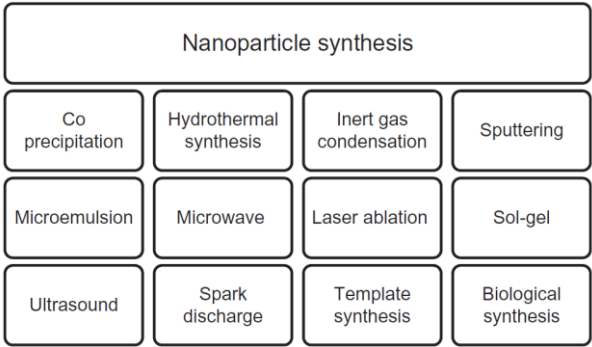 Nanoparticle synthesis
Co
precipitation
Hydrothermal
synthesis
Inert gas
condensation
Sputtering
Microemulsion
Microwave
Laser ablation
Sol-gel
Ultrasound
Spark
discharge
Template
synthesis
Biological
synthesis